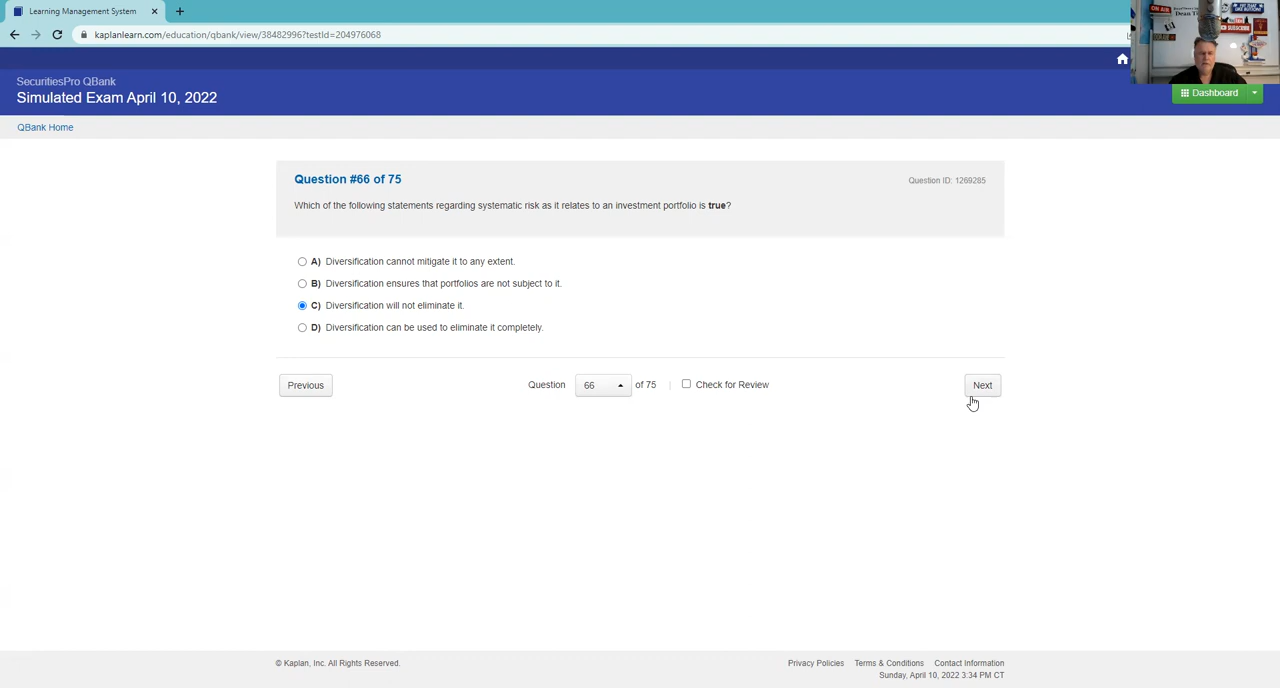 Learning Management System
kaplanlearn.com/education/qbank/view/38482996?testId=204976068
ON AIR
SecuritiesPro QBank
Simulated Exam April 10, 2022
Dashboard
QBank Home
Question #66 of 75
Question ID: 1269285
Which of the following statements regarding systematic risk as it relates to an investment portfolio is true?
A) Diversification cannot mitigate it to any extent.
B) Diversification ensures that portfolios are not subject to it.
C) Diversification will not eliminate it.
D) Diversification can be used to eliminate it completely.
Previous
Question 66 of 75 | Check for Review
Next
© Kaplan, Inc. All Rights Reserved.
Privacy Policies Terms & Conditions Contact Information
Sunday, April 10, 2022 3:34 PM CT